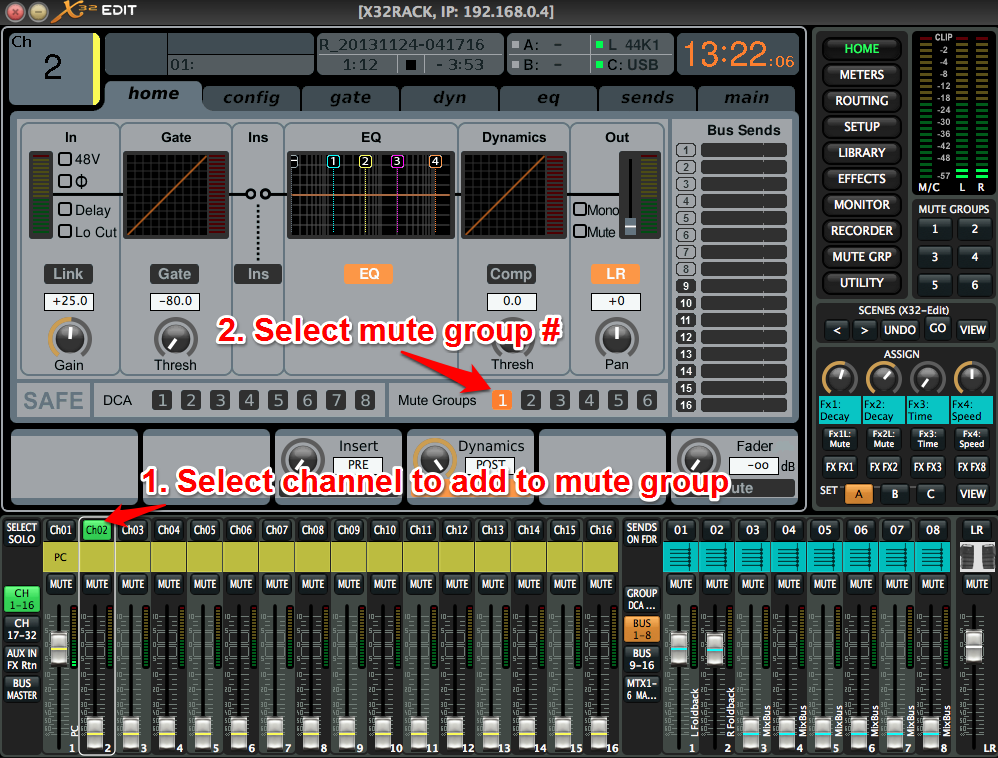 X32 EDIT
[X32RACK, IP: 192.168.0.4]
Ch
2
01:
R_20131124-041716
1:12 - 3:53
A: - L 44K1
B: - C: USB
13:22:06
home config gate dyn eq sends main
In Gate Ins EQ Dynamics Out Bus Sends
48V
Φ
Delay
Lo Cut
1 2 3 4
Mono
Mute
Link Gate Ins EQ Comp LR
+25.0 -80.0 0.0 +0
Gain Thresh Thresh Pan
1
2
3
4
5
6
7
8
9
10
11
12
13
14
15
16
2. Select mute group #
SAFE DCA 1 2 3 4 5 6 7 8 Mute Groups 1 2 3 4 5 6
Insert
PRE
Dynamics
POST
Fader
-oo dB
1. Select channel to add to mute group
HOME
METERS
ROUTING
SETUP
LIBRARY
EFFECTS
MONITOR
RECORDER
MUTE GRP
UTILITY
CLIP
-2
-4
-6
-8
-12
-18
-24
-30
-36
-42
-48
-57
M/C L R
MUTE GROUPS
1 2
3 4
5 6
SCENES (X32-Edit)
< > UNDO GO VIEW
ASSIGN
Fx1: Fx2: Fx3: Fx4:
Decay Decay Time Speed
Fx1L: Fx2L: Fx3: Fx4:
Mute Mute Time Speed
FX FX1 FX FX2 FX FX3 FX FX8
SET A B C VIEW
SELECT
SOLO
Ch01 Ch02 Ch03 Ch04 Ch05 Ch06 Ch07 Ch08 Ch09 Ch10 Ch11 Ch12 Ch13 Ch14 Ch15 Ch16
PC
MUTE MUTE MUTE MUTE MUTE MUTE MUTE MUTE MUTE MUTE MUTE MUTE MUTE MUTE MUTE MUTE
CH
1-16
CH
17-32
AUX IN
FX Rtn
BUS
MASTER
PC
1 2 3 4 5 6 7 8 9 10 11 12 13 14 15 16
SENDS
ON FDR
01 02 03 04 05 06 07 08 LR
MUTE MUTE MUTE MUTE MUTE MUTE MUTE MUTE MUTE
GROUP
DCA ...
BUS
1-8
BUS
9-16
MTX1-
6 MA...
L Foldback R Foldback MixBus MixBus MixBus MixBus MixBus MixBus
1 2 3 4 5 6 7 8 LR